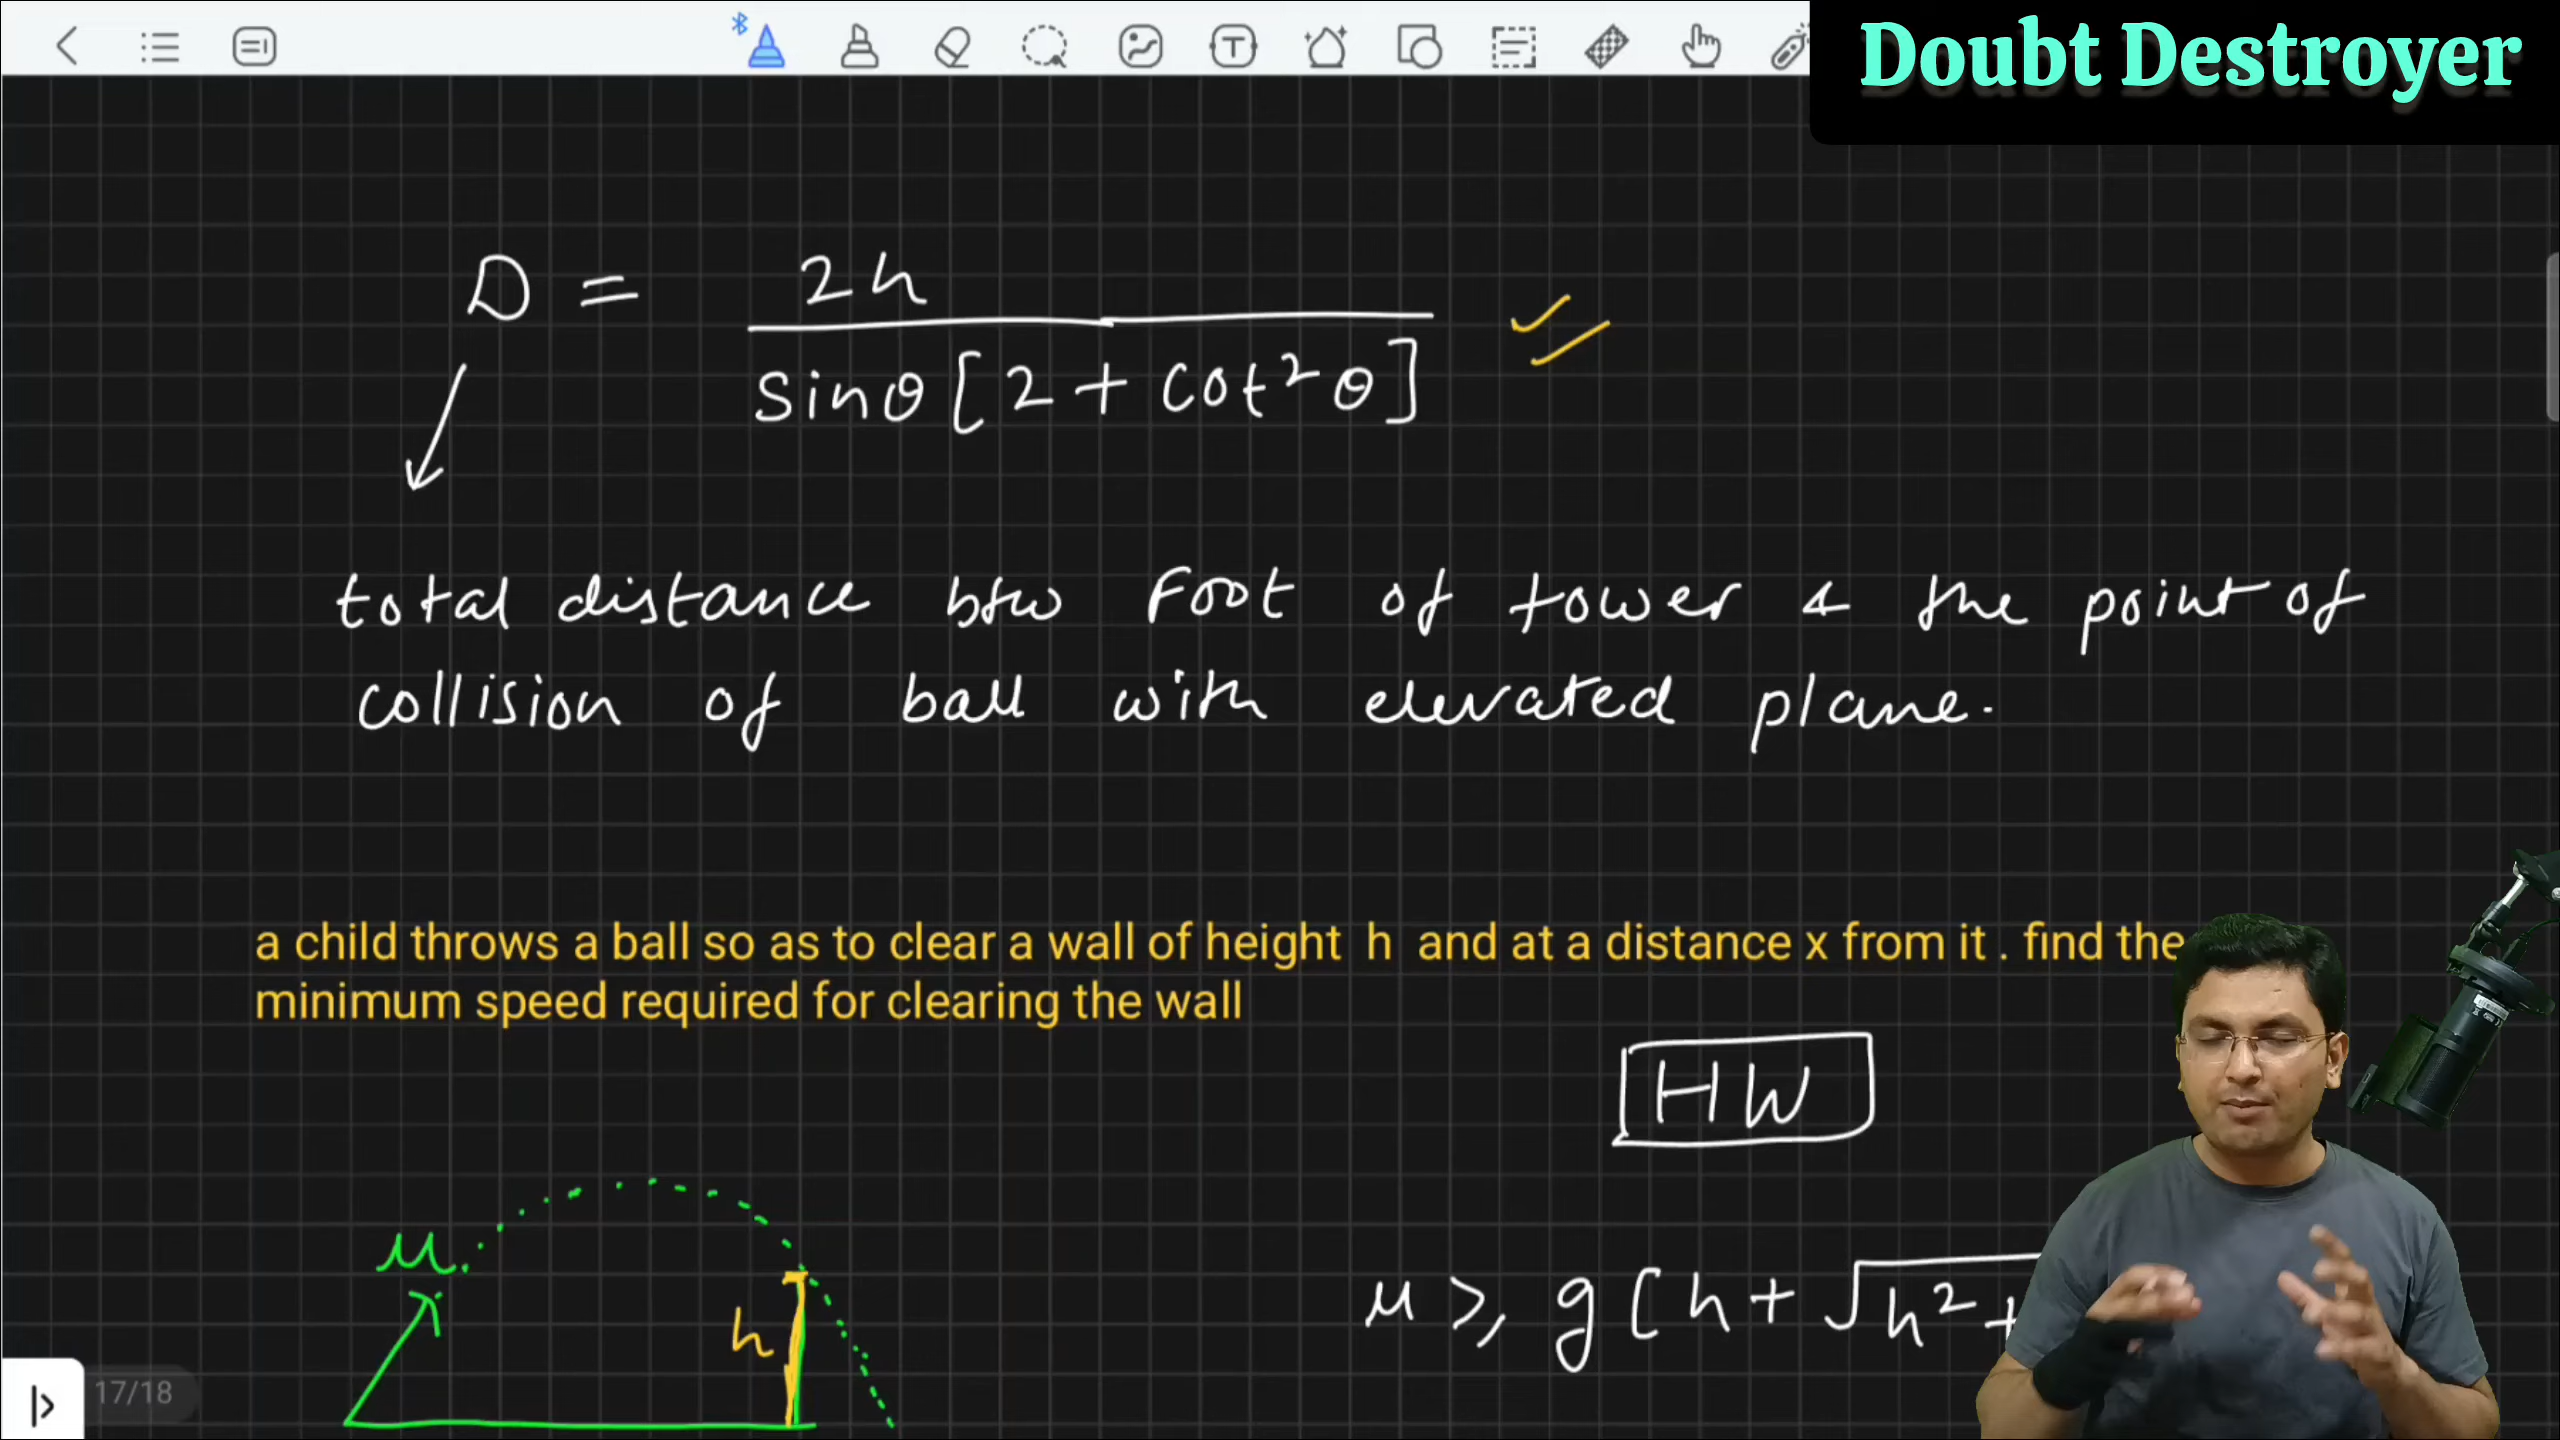 Doubt Destroyer
D = 2h / sinθ [2 + cot²θ]
total distance btw Foot of tower & the point of
collision of ball with elevated plane.
a child throws a ball so as to clear a wall of height h and at a distance x from it . find the
minimum speed required for clearing the wall
HW
u
h
u ≥ g (h + √h² +
17/18